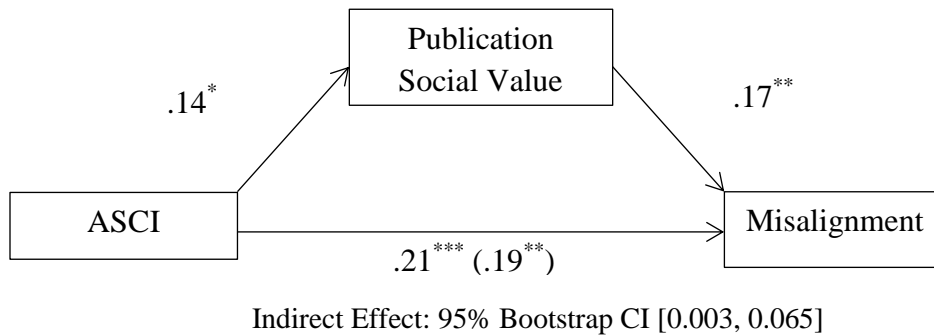 Publication
Social Value
.14*
.17**
ASCI
Misalignment
.21*** (.19**)
Indirect Effect: 95% Bootstrap CI [0.003, 0.065]